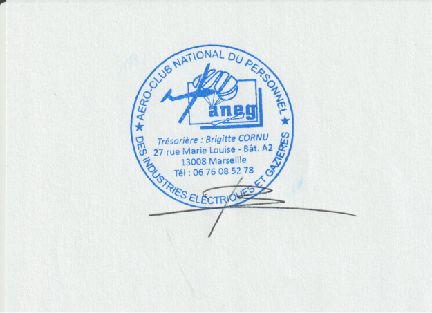 ★ AERO-CLUB NATIONAL DU PERSONNEL ★
aneg
Trésorière : Brigitte CORNU
27 rue Marie Louise - Bât. A2
13008 Marseille
Tél : 06 76 08 52 78
DES INDUSTRIES ELECTRIQUES ET GAZIÈRES